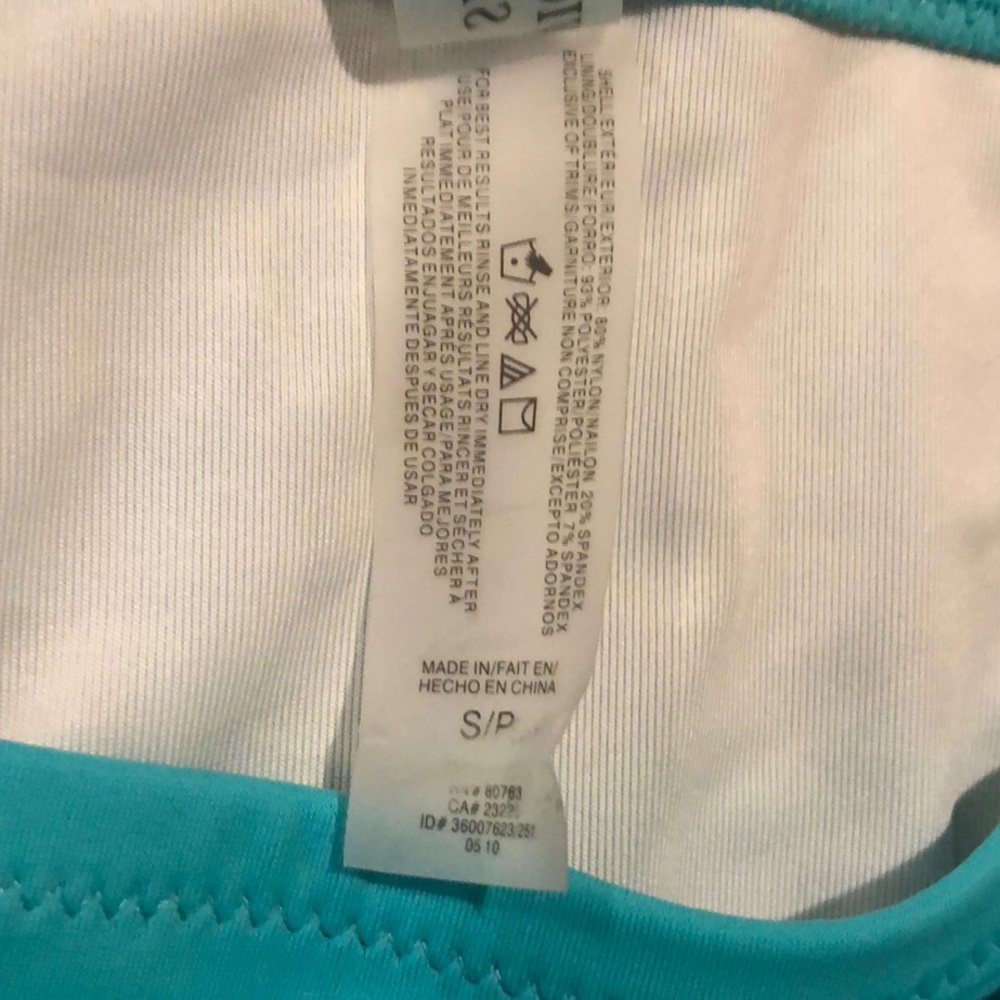 SHELL/EXTÉRIEUR/EXTERIOR: 80% NYLON/NAILON 20% SPANDEX
LINING/DOUBLURE/FORRO: 93% POLYESTER/POLIÉSTER 7% SPANDEX
EXCLUSIVE OF TRIMS/GARNITURE NON COMPRISE/EXCEPTO ADORNOS
FOR BEST RESULTS RINSE AND LINE DRY IMMEDIATELY AFTER
USE/POUR DE MEILLEURS RÉSULTATS RINCER ET SÉCHER À
PLAT IMMÉDIATEMENT APRÈS USAGE/PARA MEJORES
RESULTADOS ENJUAGAR Y SECAR COLGADO
INMEDIATAMENTE DESPUES DE USAR
MADE IN/FAIT EN/
HECHO EN CHINA
S/P
# 80763
CA#
ID# 36007623/261
05 10